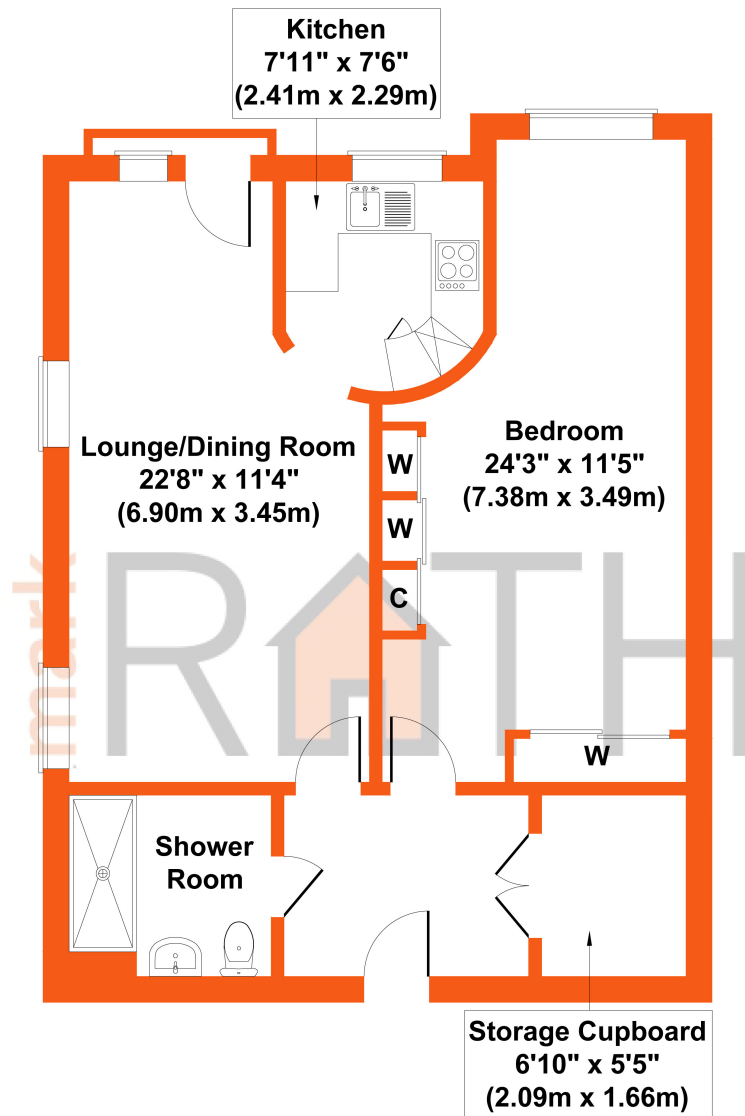 Kitchen
7'11" x 7'6"
(2.41m x 2.29m)
Lounge/Dining Room
22'8" x 11'4"
(6.90m x 3.45m)
Bedroom
24'3" x 11'5"
(7.38m x 3.49m)
W
W
C
mark
RATH
W
Shower
Room
Storage Cupboard
6'10" x 5'5"
(2.09m x 1.66m)